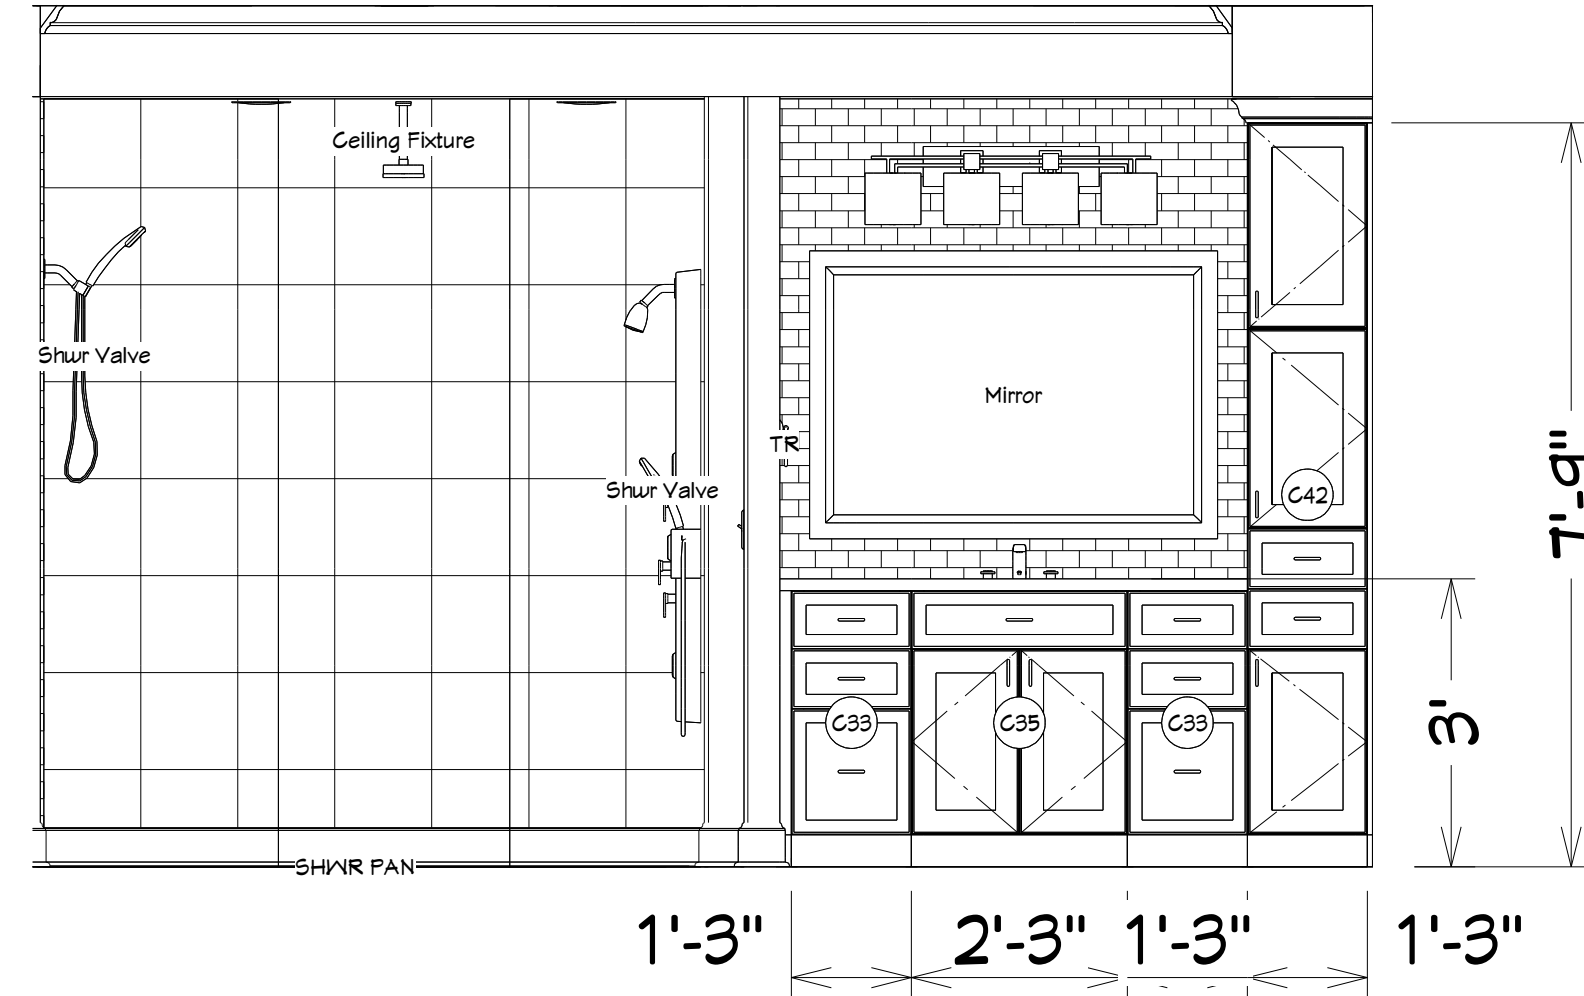 Ceiling Fixture
Shwr Valve
Mirror
TR
Shwr Valve
C42
7'-9"
C33
C35
C33
3'
SHWR PAN
1'-3"
2'-3"
1'-3"
1'-3"